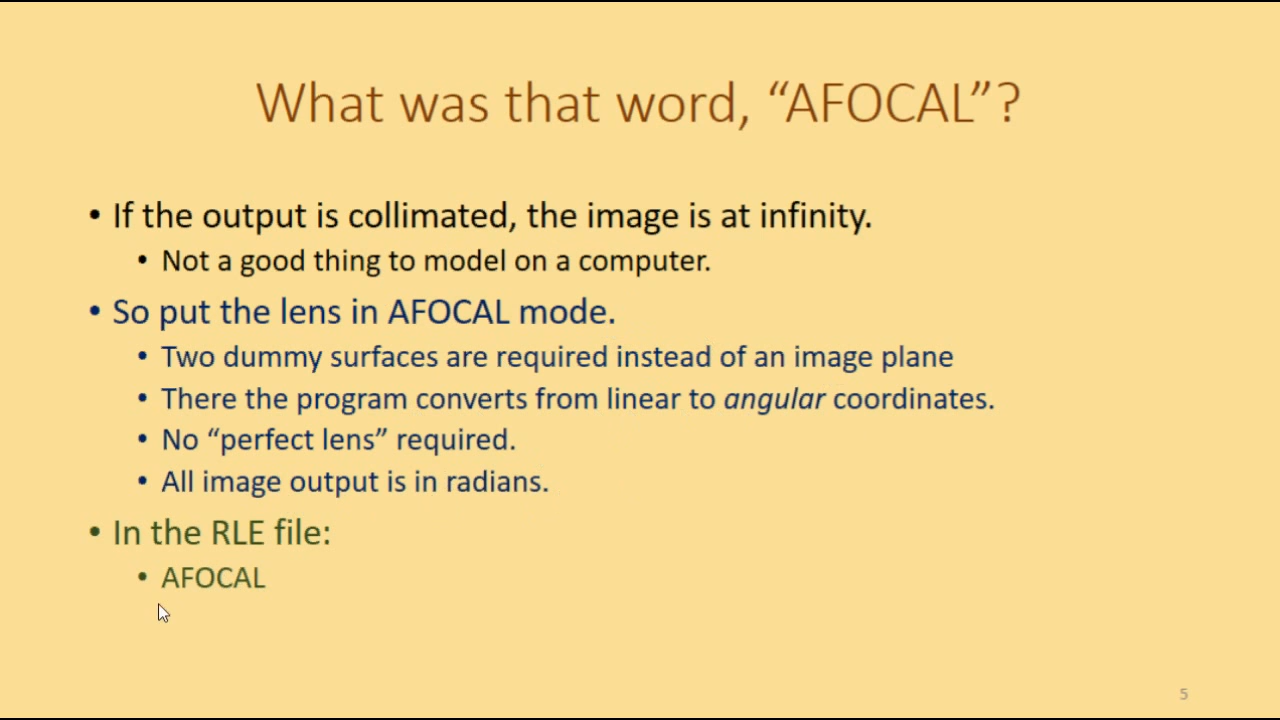 What was that word, “AFOCAL”?
• If the output is collimated, the image is at infinity.
• Not a good thing to model on a computer.
• So put the lens in AFOCAL mode.
• Two dummy surfaces are required instead of an image plane
• There the program converts from linear to angular coordinates.
• No “perfect lens” required.
• All image output is in radians.
• In the RLE file:
• AFOCAL
5